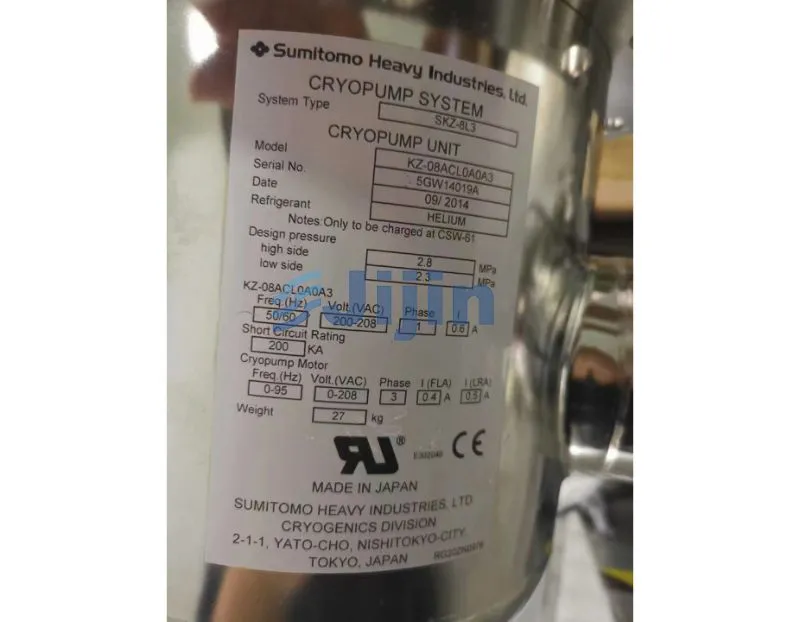 Sumitomo Heavy Industries, Ltd.
CRYOPUMP SYSTEM
System Type SKZ-8L3
CRYOPUMP UNIT
Model KZ-08ACL0A0A3
Serial No. 5GW14019A
Date 09/ 2014
Refrigerant HELIUM
Notes:Only to be charged at CSW-61
Design pressure
high side 2.8 MPa
low side 2.3 MPa
KZ-08ACL0A0A3
Freq.(Hz) Volt.(VAC) Phase I
50/60 200-208 1 0.6 A
Short Circuit Rating
200 KA
Cryopump Motor
Freq.(Hz) Volt.(VAC) Phase I (FLA) I (LRA)
0-95 0-208 3 0.4 A 0.5 A
Weight 27 kg
RU ® CE
MADE IN JAPAN
SUMITOMO HEAVY INDUSTRIES, LTD.
CRYOGENICS DIVISION
2-1-1, YATO-CHO, NISHITOKYO-CITY,
TOKYO, JAPAN
lijin